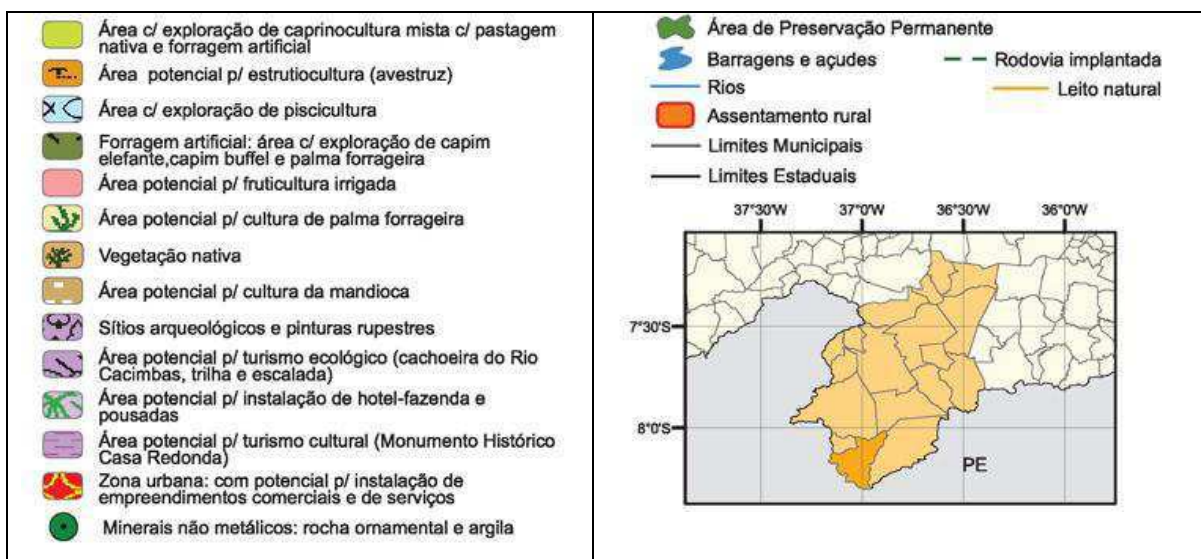 Área c/ exploração de caprinocultura mista c/ pastagem
nativa e forragem artificial
Área potencial p/ estrutiocultura (avestruz)
Área c/ exploração de piscicultura
Forragem artificial: área c/ exploração de capim
elefante,capim buffel e palma forrageira
Área potencial p/ fruticultura irrigada
Área potencial p/ cultura de palma forrageira
Vegetação nativa
Área potencial p/ cultura da mandioca
Sítios arqueológicos e pinturas rupestres
Área potencial p/ turismo ecológico (cachoeira do Rio
Cacimbas, trilha e escalada)
Área potencial p/ instalação de hotel-fazenda e
pousadas
Área potencial p/ turismo cultural (Monumento Histórico
Casa Redonda)
Zona urbana: com potencial p/ instalação de
empreendimentos comerciais e de serviços
Minerais não metálicos: rocha ornamental e argila
Área de Preservação Permanente
Barragens e açudes
Rodovia implantada
Rios
Leito natural
Assentamento rural
Limites Municipais
Limites Estaduais
37°30'W 37°0'W 36°30'W 36°0'W
7°30'S
8°0'S
PE